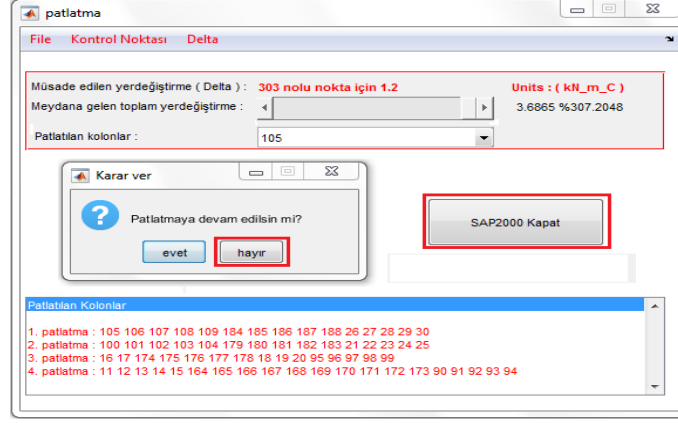 patlatma
File Kontrol Noktası Delta
Müsade edilen yerdeğiştirme ( Delta ) : 303 nolu nokta için 1.2 Units : ( kN_m_C )
Meydana gelen toplam yerdeğiştirme : 3.6865 %307.2048
Patlatılan kolonlar : 105
Karar ver
Patlatmaya devam edilsin mi?
evet hayır
SAP2000 Kapat
Patlatılan Kolonlar
1. patlatma : 105 106 107 108 109 184 185 186 187 188 26 27 28 29 30
2. patlatma : 100 101 102 103 104 179 180 181 182 183 21 22 23 24 25
3. patlatma : 16 17 174 175 176 177 178 18 19 20 95 96 97 98 99
4. patlatma : 11 12 13 14 15 164 165 166 167 168 169 170 171 172 173 90 91 92 93 94